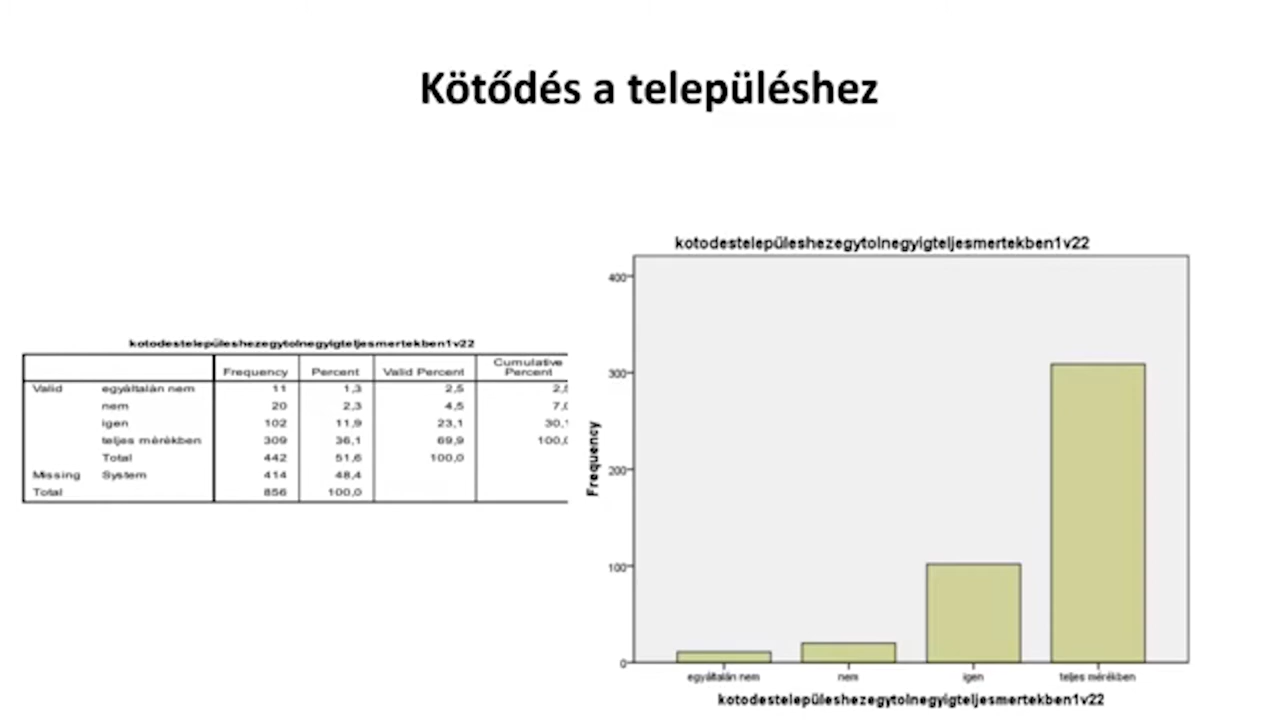 Kötődés a településhez
kotodestelepüleshezegytolnegyigteljesmertekben1v22
Frequency Percent Valid Percent Cumulative Percent
Valid egyáltalán nem 11 1,3 2,5
nem 20 2,3 4,5
igen 102 11,9 23,1
teljes mérékben 309 36,1 69,9
Total 442 51,6 100,0
Missing System 414 48,4
Total 856 100,0
kotodestelepüleshezegytolnegyigteljesmertekben1v22
Frequency
400
300
200
100
0
egyáltalán nem nem igen teljes mérékben
kotodestelepüleshezegytolnegyigteljesmertekben1v22